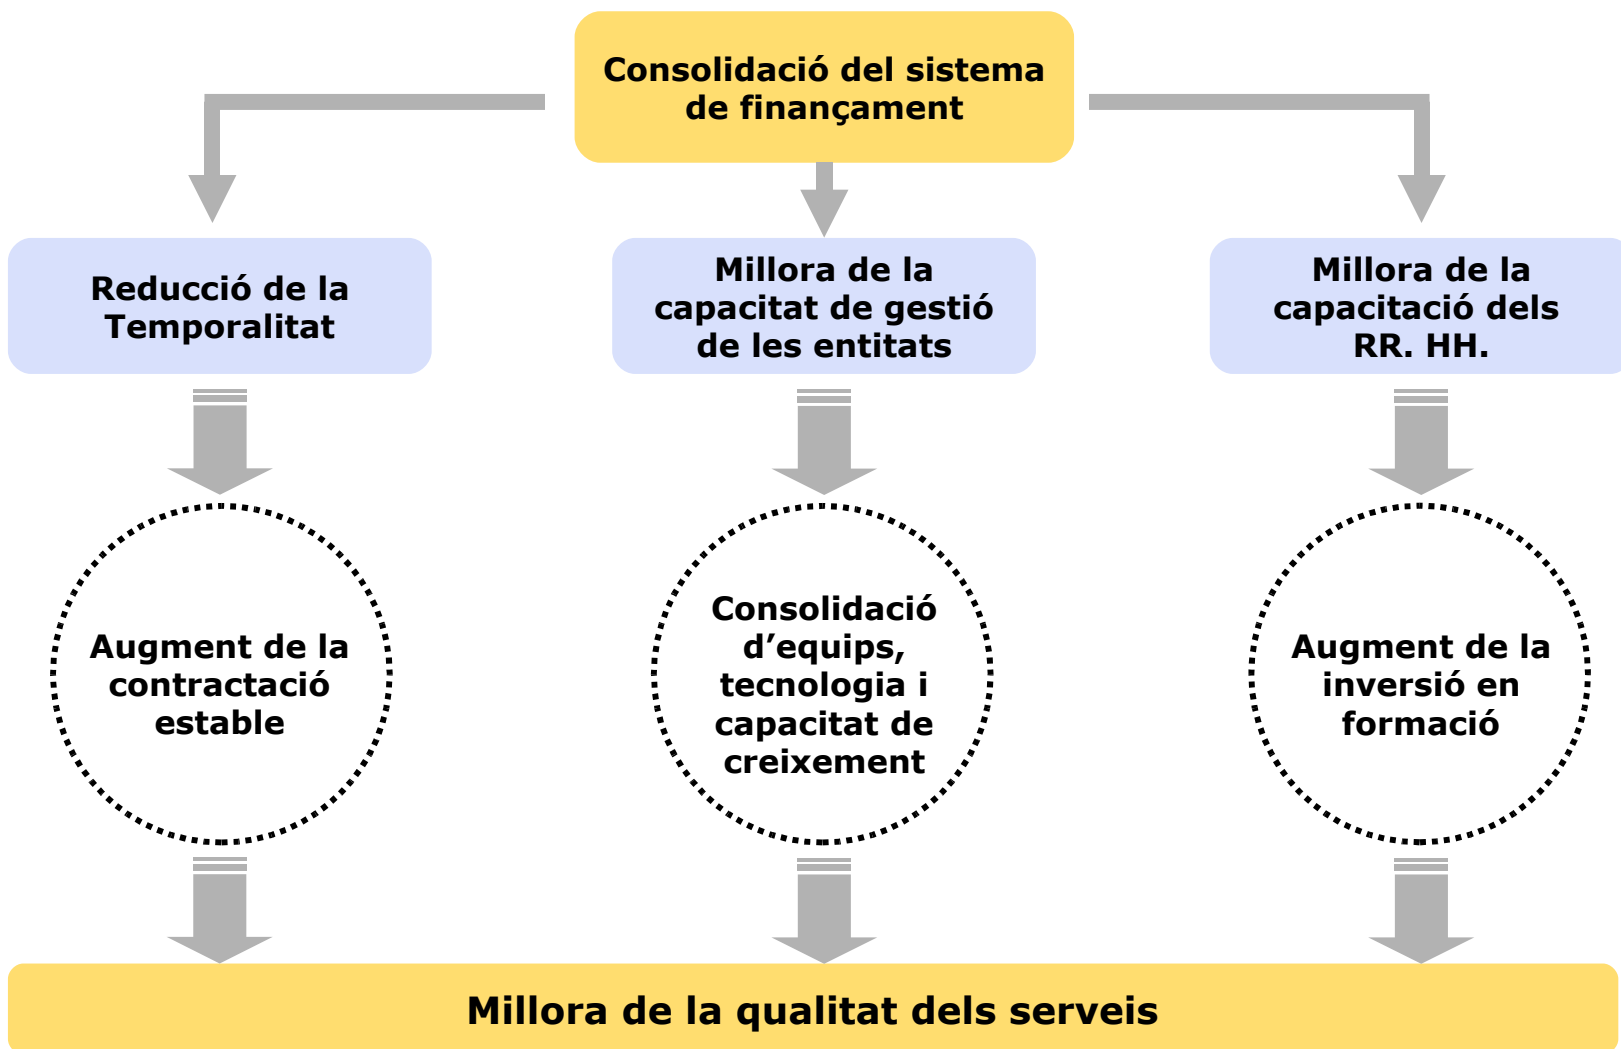 Consolidació del sistema
de finançament
Reducció de la
Temporalitat
Millora de la
capacitat de gestió
de les entitats
Millora de la
capacitació dels
RR. HH.
Augment de la
contractació
estable
Consolidació
d’equips,
tecnologia i
capacitat de
creixement
Augment de la
inversió en
formació
Millora de la qualitat dels serveis